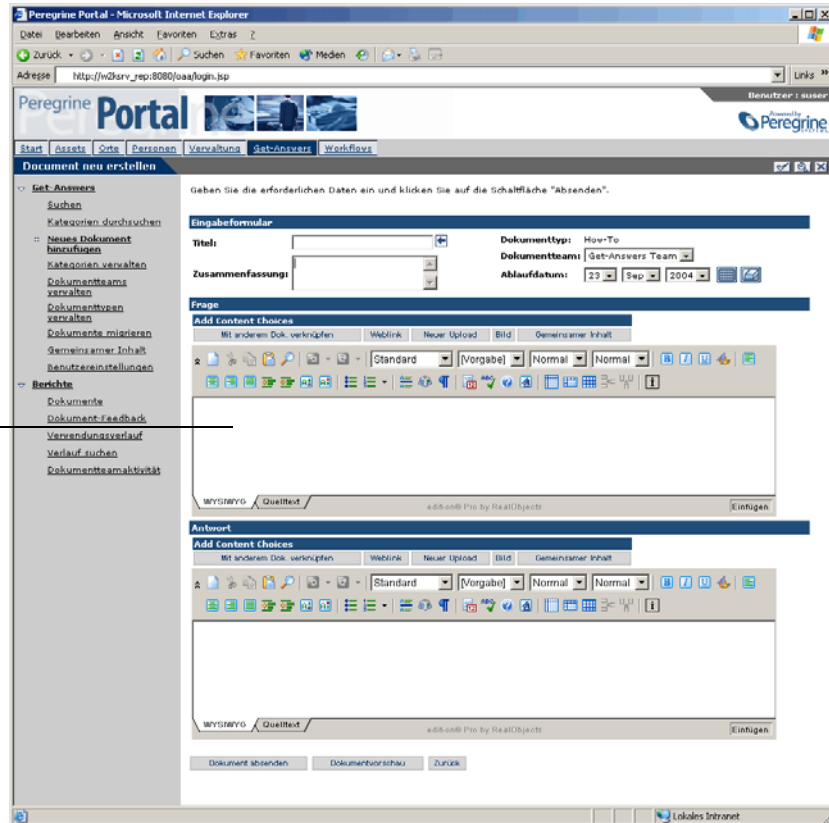 Peregrine Portal - Microsoft Internet Explorer
Datei Bearbeiten Ansicht Favoriten Extras ?
Zurück Suchen Favoriten Medien
Adresse http://w2ksrv_rep:8080/oaa/login.jsp Links »
Benutzer : suser
Peregrine Portal
Powered by Peregrine
Start Assets Orte Personen Verwaltung Get-Answers Workflows
Document neu erstellen
Get-Answers
Suchen
Kategorien durchsuchen
Neues Dokument
hinzufügen
Kategorien verwalten
Dokumentteams
verwalten
Dokumenttypen
verwalten
Dokumente migrieren
Gemeinsamer Inhalt
Benutzereinstellungen
Berichte
Dokumente
Dokument-Feedback
Verwendungsverlauf
Verlauf suchen
Dokumentteamaktivität
Geben Sie die erforderlichen Daten ein und klicken Sie auf die Schaltfläche "Absenden".
Eingabeformular
Titel: Dokumenttyp: How-To
Dokumentteam: Get-Answers Team
Zusammenfassung: Ablaufdatum: 23 Sep 2004
Frage
Add Content Choices
Mit anderem Dok. verknüpfen Weblink Neuer Upload Bild Gemeinsamer Inhalt
Standard [Vorgabe] Normal Normal B I U
WYSIWYG Quelltext edit-on® Pro by RealObjects Einfügen
Antwort
Add Content Choices
Mit anderem Dok. verknüpfen Weblink Neuer Upload Bild Gemeinsamer Inhalt
Standard [Vorgabe] Normal Normal B I U
WYSIWYG Quelltext edit-on® Pro by RealObjects Einfügen
Dokument absenden Dokumentvorschau Zurück
Lokales Intranet